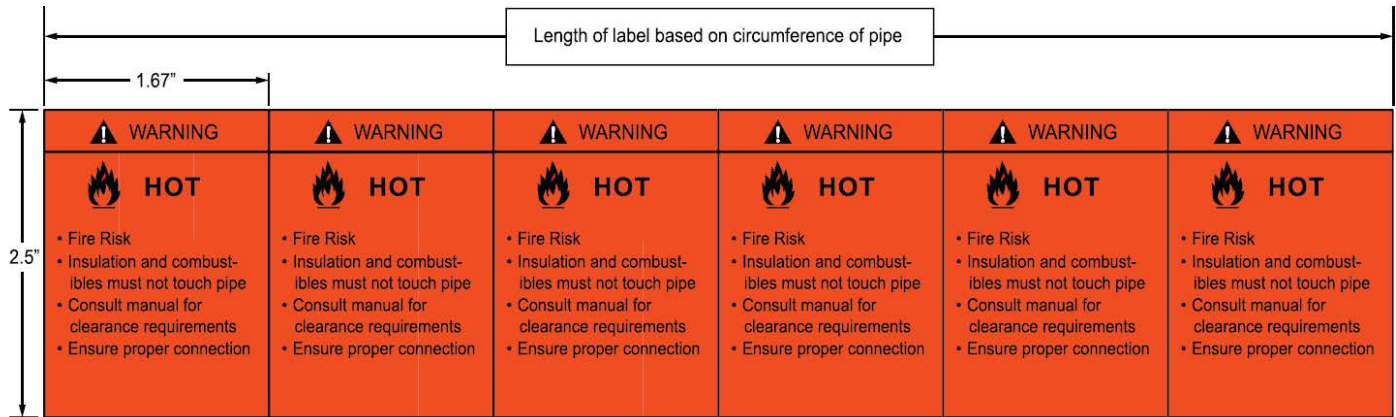 Length of label based on circumference of pipe
1.67”
2.5”
WARNING WARNING WARNING WARNING WARNING WARNING
HOT HOT HOT HOT HOT HOT
• Fire Risk
• Insulation and combust-
ibles must not touch pipe
• Consult manual for
clearance requirements
• Ensure proper connection
• Fire Risk
• Insulation and combust-
ibles must not touch pipe
• Consult manual for
clearance requirements
• Ensure proper connection
• Fire Risk
• Insulation and combust-
ibles must not touch pipe
• Consult manual for
clearance requirements
• Ensure proper connection
• Fire Risk
• Insulation and combust-
ibles must not touch pipe
• Consult manual for
clearance requirements
• Ensure proper connection
• Fire Risk
• Insulation and combust-
ibles must not touch pipe
• Consult manual for
clearance requirements
• Ensure proper connection
• Fire Risk
• Insulation and combust-
ibles must not touch pipe
• Consult manual for
clearance requirements
• Ensure proper connection